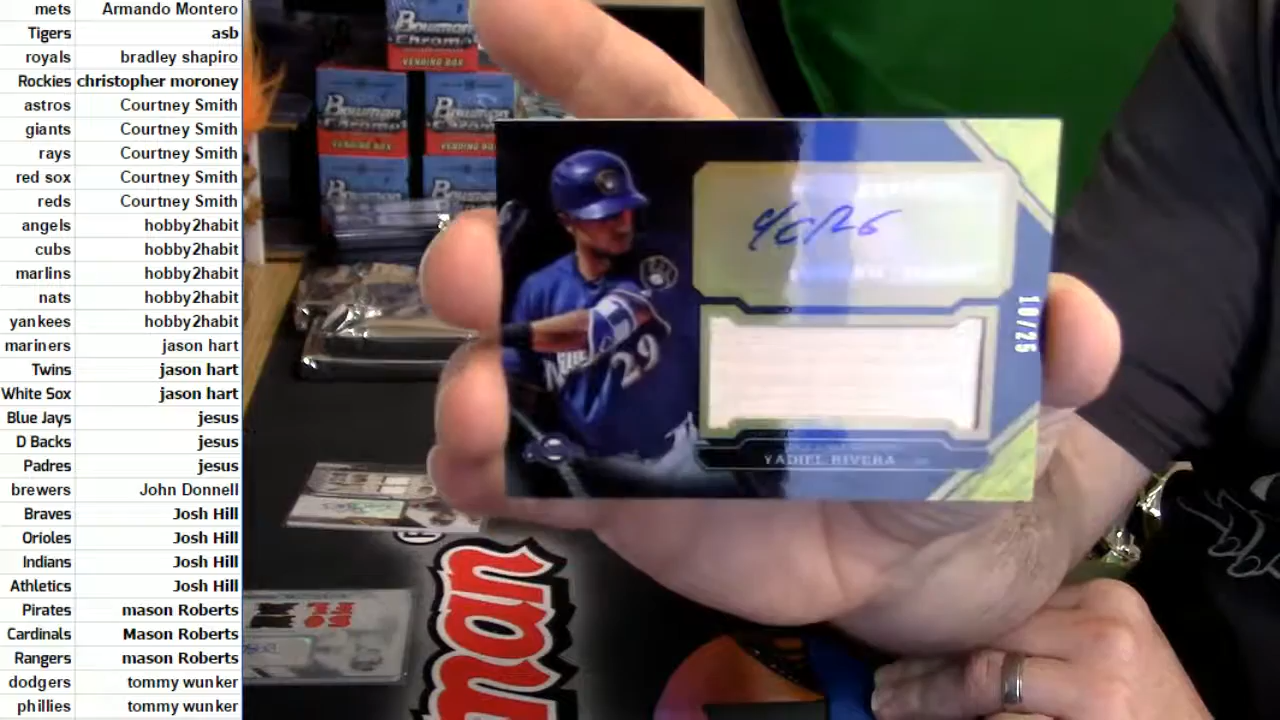 mets Armando Montero
Tigers asb
royals bradley shapiro
Rockies christopher moroney
astros Courtney Smith
giants Courtney Smith
rays Courtney Smith
red sox Courtney Smith
reds Courtney Smith
angels hobby2habit
cubs hobby2habit
marlins hobby2habit
nats hobby2habit
yankees hobby2habit
mariners jason hart
Twins jason hart
White Sox jason hart
Blue Jays jesus
D Backs jesus
Padres jesus
brewers John Donnell
Braves Josh Hill
Orioles Josh Hill
Indians Josh Hill
Athletics Josh Hill
Pirates mason Roberts
Cardinals Mason Roberts
Rangers mason Roberts
dodgers tommy wunker
phillies tommy wunker
Bowman
Chrome
VENDING BOX
Bowman
Chrome
VENDING BOX
Bowman
Chrome
VENDING BOX
Bowman
Bowman
29
10/25
YADIEL RIVERA
man